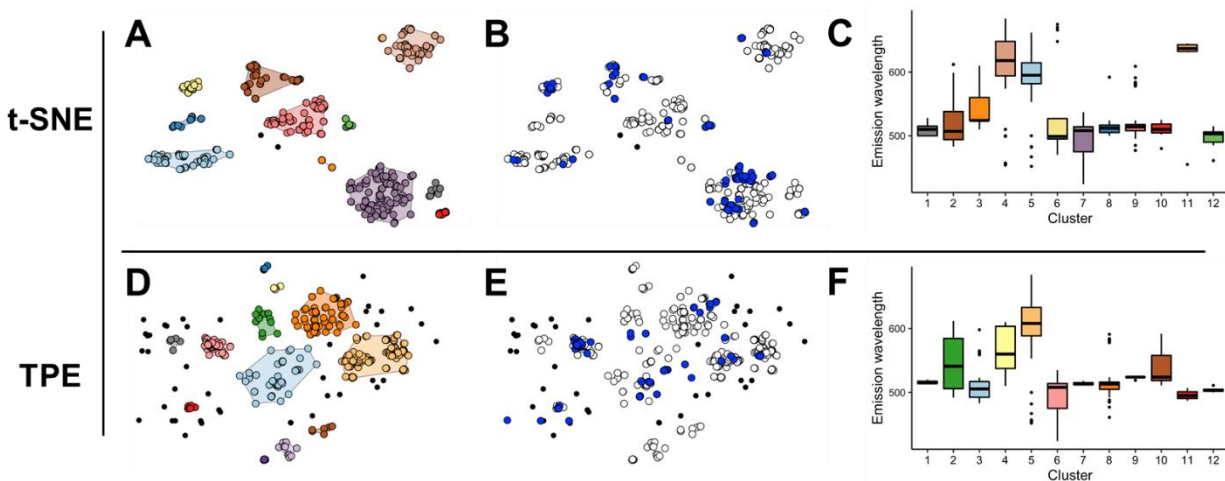 A
B
C
t-SNE
Emission wavelength
600
500
1 2 3 4 5 6 7 8 9 10 11 12
Cluster
D
E
F
TPE
Emission wavelength
600
500
1 2 3 4 5 6 7 8 9 10 11 12
Cluster